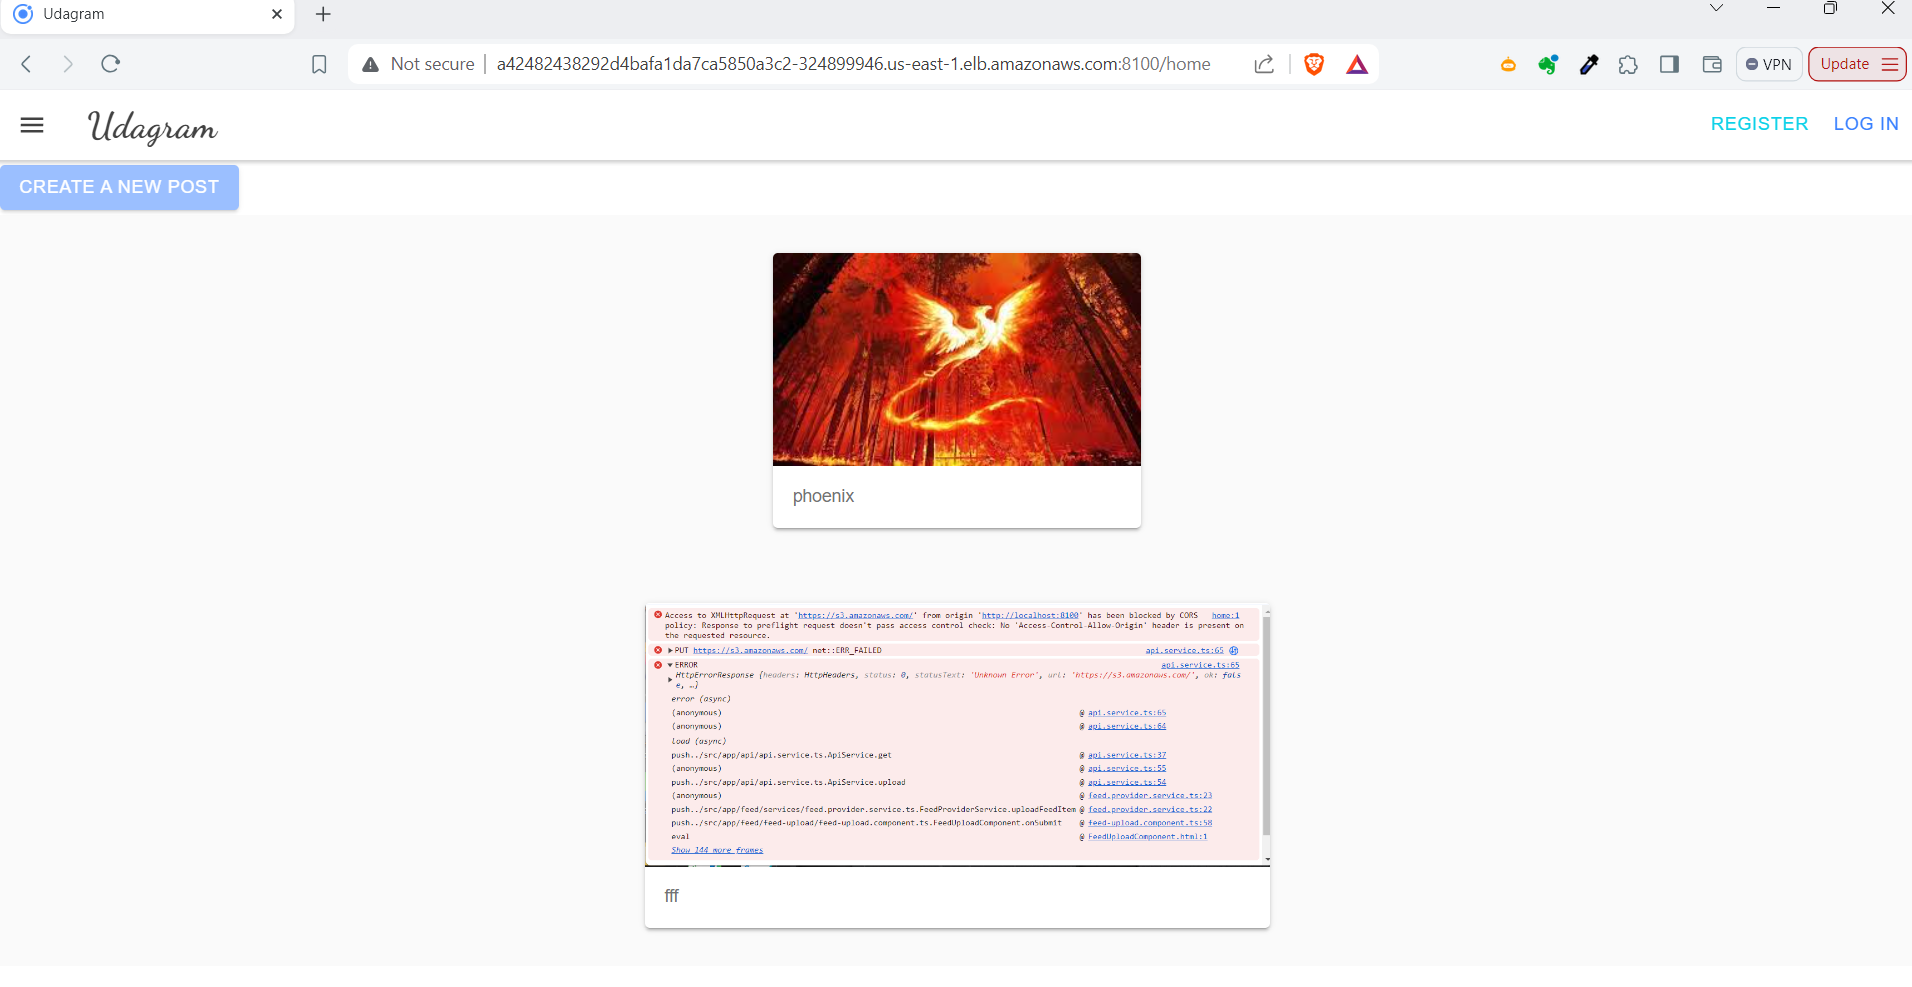 Udagram
Not secure | a42482438292d4bafa1da7ca5850a3c2-324899946.us-east-1.elb.amazonaws.com:8100/home
VPN
Update
Udagram
REGISTER LOG IN
CREATE A NEW POST
phoenix
Access to XMLHttpRequest at 'https://s3.amazonaws.com/' from origin 'http://localhost:8100' has been blocked by CORS home:1
policy: Response to preflight request doesn't pass access control check: No 'Access-Control-Allow-Origin' header is present on
the requested resource.
PUT https://s3.amazonaws.com/ net::ERR_FAILED api.service.ts:65
ERROR api.service.ts:65
HttpErrorResponse {headers: HttpHeaders, status: 0, statusText: 'Unknown Error', url: 'https://s3.amazonaws.com/', ok: fals
e, …}
error (async)
(anonymous) @ api.service.ts:65
(anonymous) @ api.service.ts:64
load (async)
push../src/app/api/api.service.ts.ApiService.get @ api.service.ts:37
(anonymous) @ api.service.ts:55
push../src/app/api/api.service.ts.ApiService.upload @ api.service.ts:54
(anonymous) @ feed.provider.service.ts:23
push../src/app/feed/services/feed.provider.service.ts.FeedProviderService.uploadFeedItem @ feed.provider.service.ts:22
push../src/app/feed/feed-upload/feed-upload.component.ts.FeedUploadComponent.onSubmit @ feed-upload.component.ts:58
eval @ FeedUploadComponent.html:1
Show 144 more frames
fff